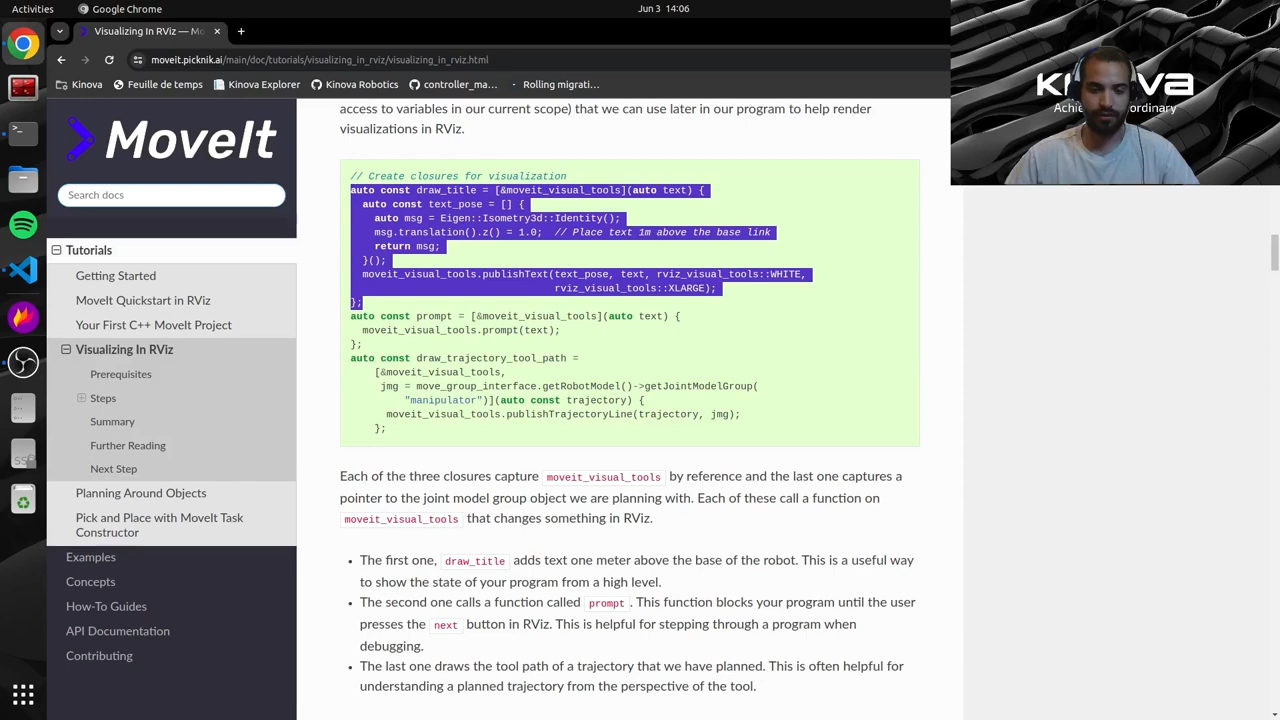 Activities
Google Chrome
Jun 3 14:06
Visualizing In RViz — Mo
moveit.picknik.ai/main/doc/tutorials/visualizing_in_rviz/visualizing_in_rviz.html
Kinova
Feuille de temps
Kinova Explorer
Kinova Robotics
controller_ma...
Rolling migrati...
KINOVA
MoveIt
Search docs
Tutorials
Getting Started
MoveIt Quickstart in RViz
Your First C++ MoveIt Project
Visualizing In RViz
Prerequisites
Steps
Summary
Further Reading
Next Step
Planning Around Objects
Pick and Place with MoveIt Task
Constructor
Examples
Concepts
How-To Guides
API Documentation
Contributing
access to variables in our current scope) that we can use later in our program to help render
visualizations in RViz.
// Create closures for visualization
auto const draw_title = [&moveit_visual_tools](auto text) {
auto const text_pose = [] {
auto msg = Eigen::Isometry3d::Identity();
msg.translation().z() = 1.0;  // Place text 1m above the base link
return msg;
}();
moveit_visual_tools.publishText(text_pose, text, rviz_visual_tools::WHITE,
rviz_visual_tools::XLARGE);
};
auto const prompt = [&moveit_visual_tools](auto text) {
moveit_visual_tools.prompt(text);
};
auto const draw_trajectory_tool_path =
[&moveit_visual_tools,
jmg = move_group_interface.getRobotModel()->getJointModelGroup(
"manipulator")](auto const trajectory) {
moveit_visual_tools.publishTrajectoryLine(trajectory, jmg);
};
Each of the three closures capture moveit_visual_tools by reference and the last one captures a
pointer to the joint model group object we are planning with. Each of these call a function on
moveit_visual_tools that changes something in RViz.
• The first one, draw_title adds text one meter above the base of the robot. This is a useful way
to show the state of your program from a high level.
• The second one calls a function called prompt. This function blocks your program until the user
presses the next button in RViz. This is helpful for stepping through a program when
debugging.
• The last one draws the tool path of a trajectory that we have planned. This is often helpful for
understanding a planned trajectory from the perspective of the tool.